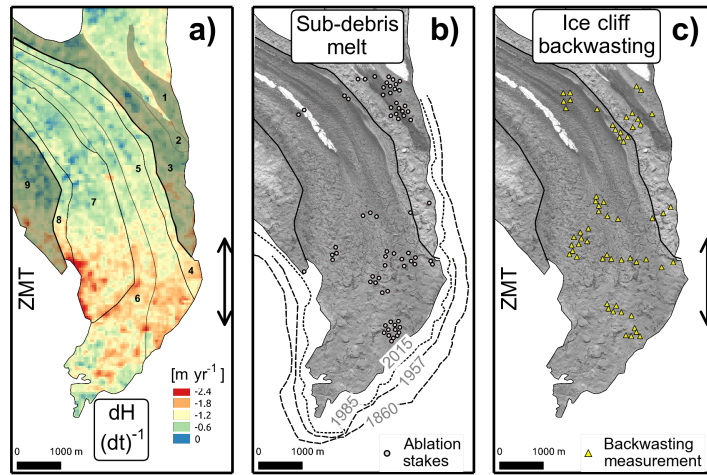 a)
1
2
3
5
9
7
8
4
6
ZMT
[m yr⁻¹]
-2.4
-1.8
-1.2
-0.6
0
dH
(dt)⁻¹
0
1000 m
Sub-debris
melt
b)
2015
1957
1985
1860
0
1000 m
Ablation
stakes
Ice cliff
backwasting
c)
ZMT
0
1000 m
Backwasting
measurement